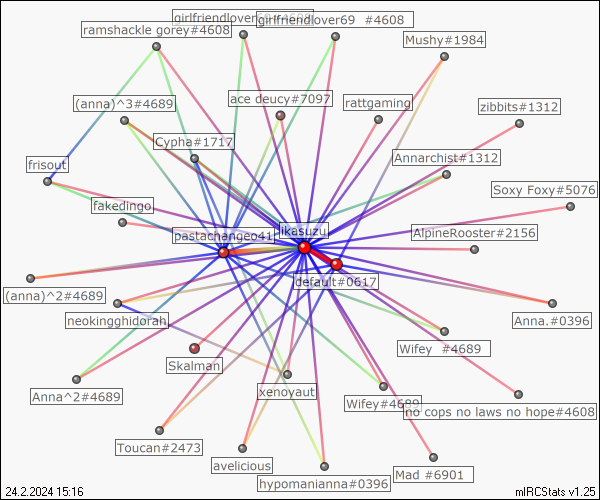 girlfriendlover
girlfriendlover69 #4608
ramshackle gorey#4608
Mushy#1984
(anna)^3#4689
ace deucy#7097
rattgaming
zibbits#1312
Cypha#1717
Annarchist#1312
frisout
Soxy Foxy#5076
fakedingo
likasuzu
pastachangeo41
AlpineRooster#2156
default#0617
(anna)^2#4689
neokingghidorah
Anna.#0396
Wifey #4689
Skalman
xenoyaut
Anna^2#4689
Wifey#4689
no cops no laws no hope#4608
Toucan#2473
avelicious
hypomanianna#0396
Mad #6901
24.2.2024 15:16
mIRCStats v1.25